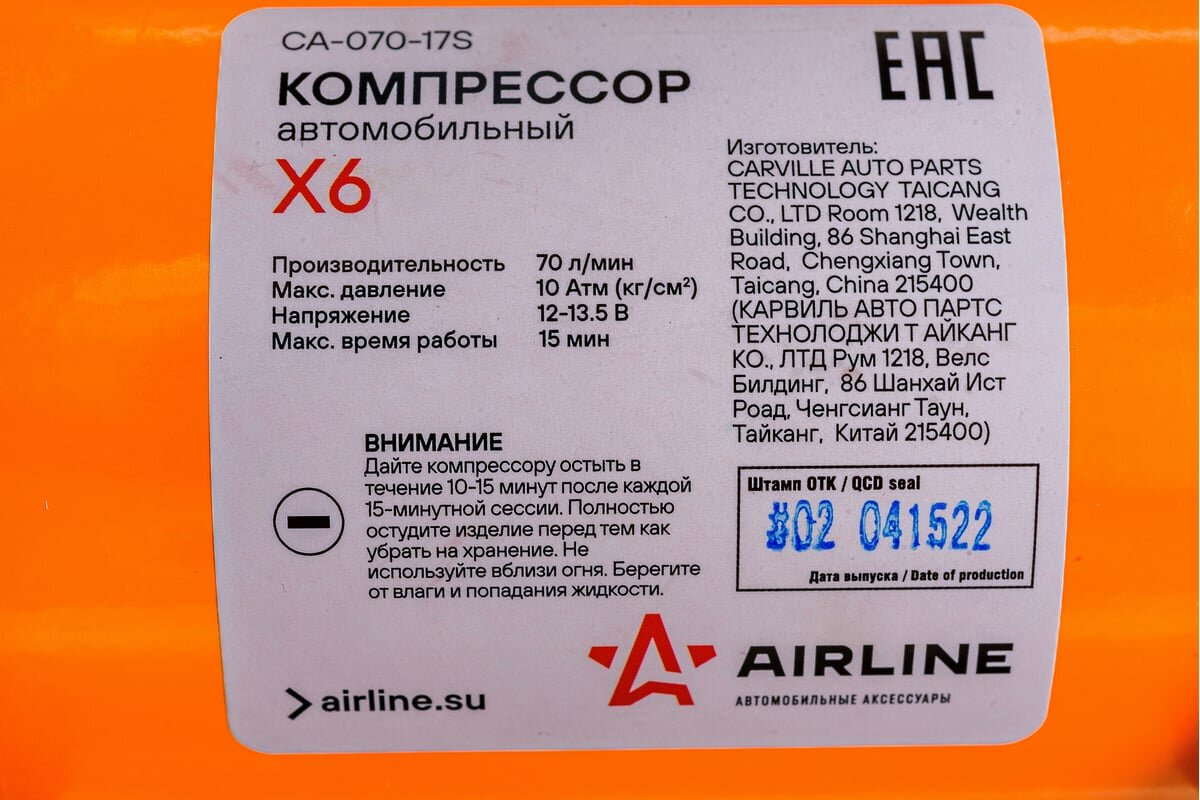 CA-070-17S
КОМПРЕССОР
автомобильный
X6
Производительность 70 л/мин
Макс. давление 10 Атм (кг/см²)
Напряжение 12-13.5 В
Макс. время работы 15 мин
ВНИМАНИЕ
Дайте компрессору остыть в
течение 10-15 минут после каждой
15-минутной сессии. Полностью
остудите изделие перед тем как
убрать на хранение. Не
используйте вблизи огня. Берегите
от влаги и попадания жидкости.
airline.su
EAC
Изготовитель:
CARVILLE AUTO PARTS
TECHNOLOGY TAICANG
CO., LTD Room 1218, Wealth
Building, 86 Shanghai East
Road, Chengxiang Town,
Taicang, China 215400
(КАРВИЛЬ АВТО ПАРТС
ТЕХНОЛОДЖИ Т АЙКАНГ
КО., ЛТД Рум 1218, Велс
Билдинг, 86 Шанхай Ист
Роад, Ченгсианг Таун,
Тайканг, Китай 215400)
Штамп ОТК / QCD seal
#02 041522
Дата выпуска / Date of production
AIRLINE
АВТОМОБИЛЬНЫЕ АКСЕССУАРЫ